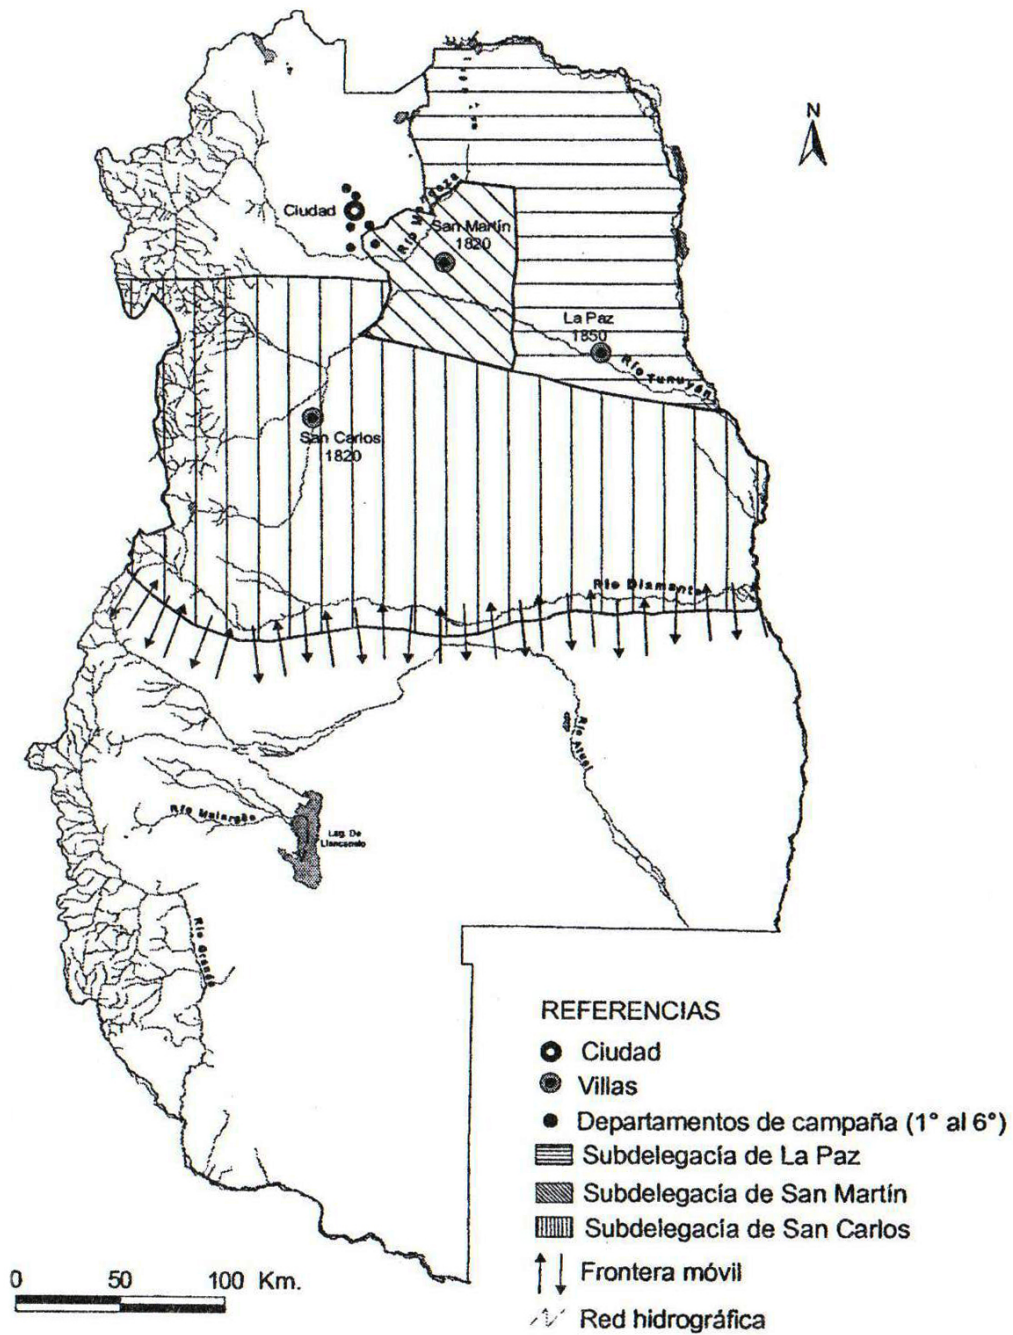 N
Río Mendoza
Ciudad
San Martín
1820
La Paz
1850
Río Tunuyán
San Carlos
1820
Río Diamante
Río Atuel
Río Malargüe
Lag. De
Llancanelo
Río Grande
REFERENCIAS
Ciudad
Villas
Departamentos de campaña (1° al 6°)
Subdelegacía de La Paz
Subdelegacía de San Martín
Subdelegacía de San Carlos
Frontera móvil
Red hidrográfica
0 50 100 Km.